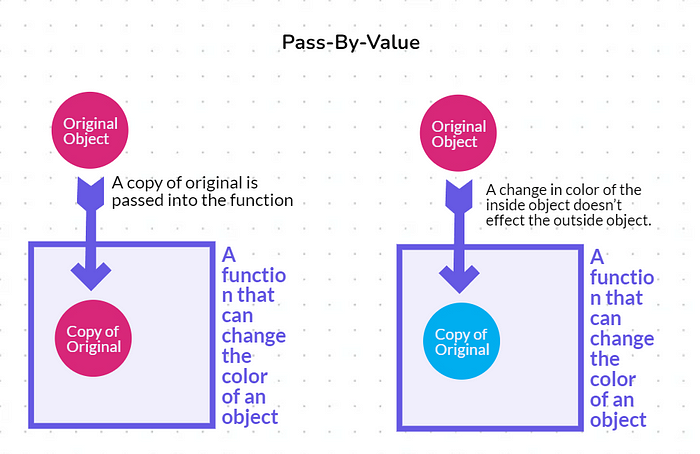 Pass-By-Value
Original
Object
A copy of original is
passed into the function
A
functio
n that
can
change
the
color
of an
object
Copy of
Original
Original
Object
A change in color of the
inside object doesn't
effect the outside object.
A
functio
n that
can
change
the
color
of an
object
Copy of
Original